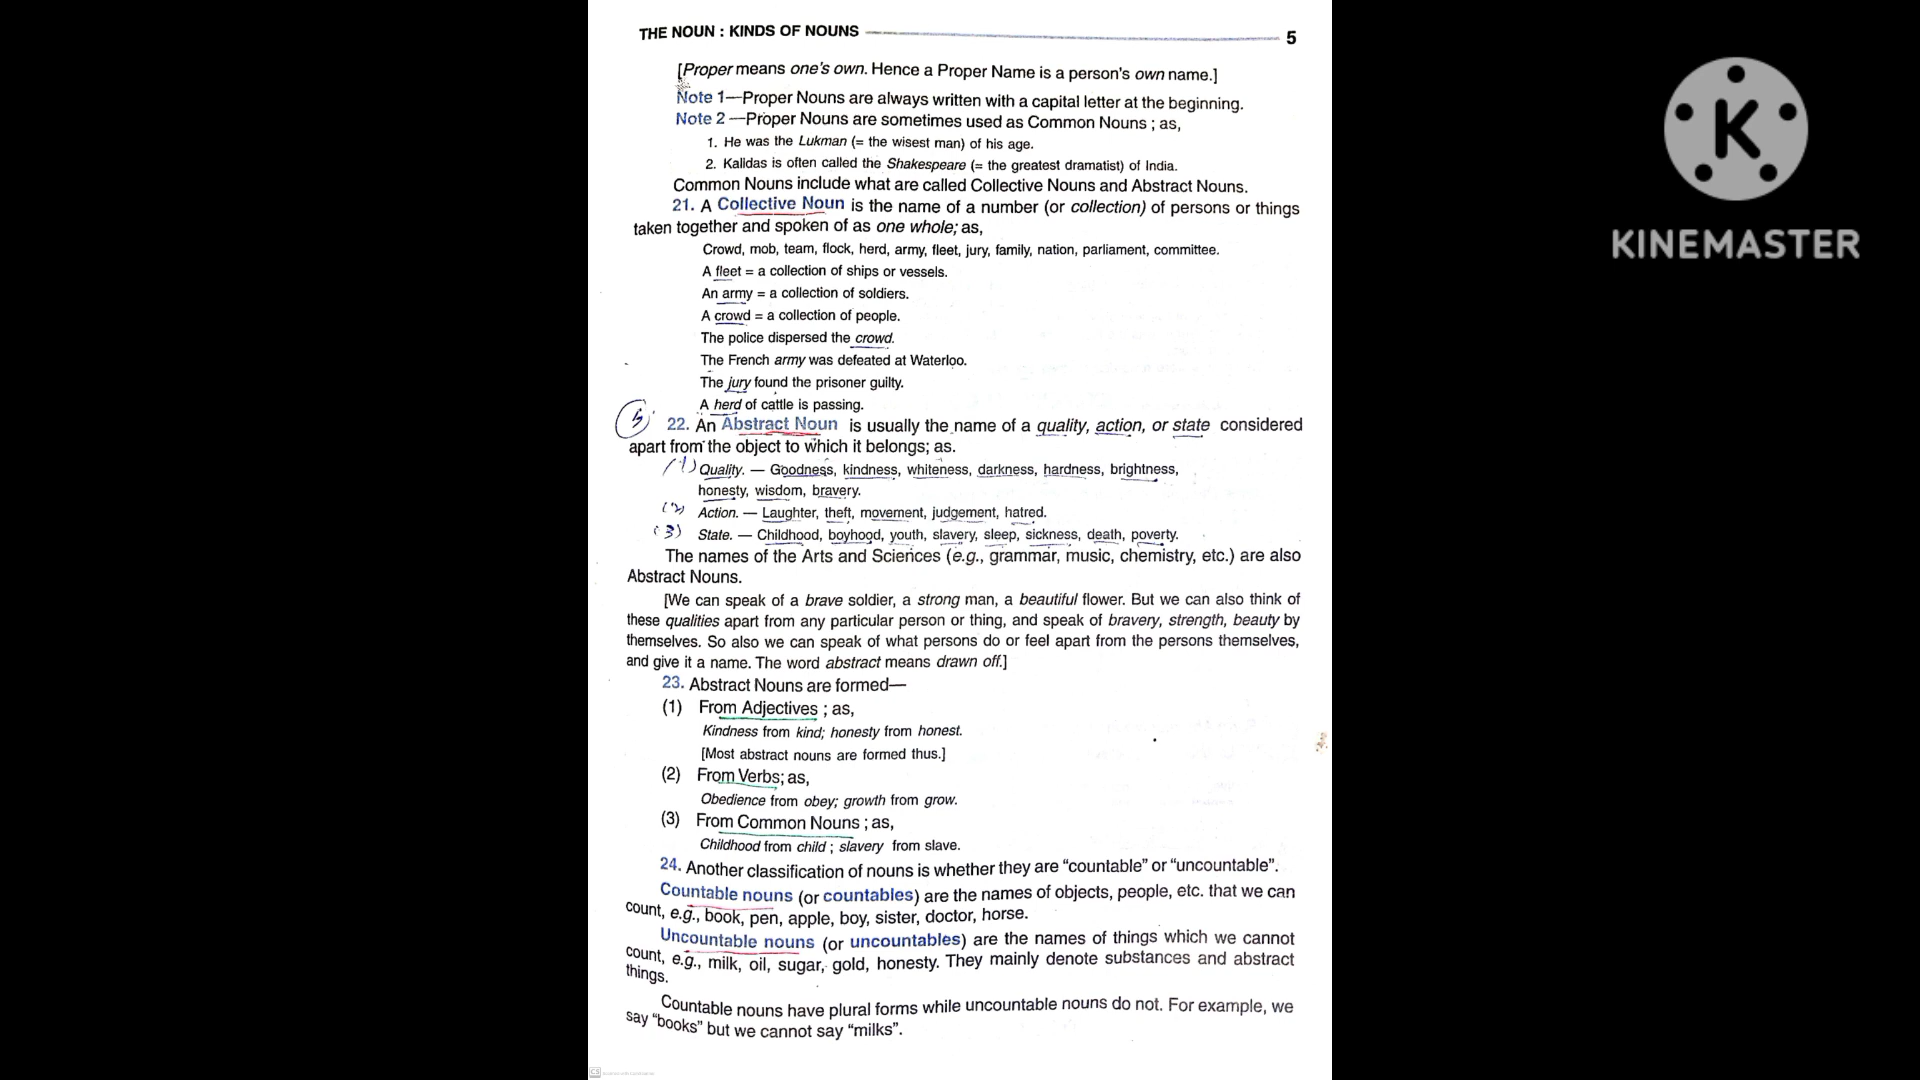 THE NOUN : KINDS OF NOUNS 5
[Proper means one's own. Hence a Proper Name is a person's own name.]
Note 1—Proper Nouns are always written with a capital letter at the beginning.
Note 2 —Proper Nouns are sometimes used as Common Nouns ; as,
1. He was the Lukman (= the wisest man) of his age.
2. Kalidas is often called the Shakespeare (= the greatest dramatist) of India.
Common Nouns include what are called Collective Nouns and Abstract Nouns.
21. A Collective Noun is the name of a number (or collection) of persons or things
taken together and spoken of as one whole; as,
Crowd, mob, team, flock, herd, army, fleet, jury, family, nation, parliament, committee.
A fleet = a collection of ships or vessels.
An army = a collection of soldiers.
A crowd = a collection of people.
The police dispersed the crowd.
The French army was defeated at Waterloo.
The jury found the prisoner guilty.
A herd of cattle is passing.
22. An Abstract Noun is usually the name of a quality, action, or state considered
apart from the object to which it belongs; as.
(1) Quality. — Goodness, kindness, whiteness, darkness, hardness, brightness,
honesty, wisdom, bravery.
(2) Action. — Laughter, theft, movement, judgement, hatred.
(3) State. — Childhood, boyhood, youth, slavery, sleep, sickness, death, poverty.
The names of the Arts and Sciences (e.g., grammar, music, chemistry, etc.) are also
Abstract Nouns.
[We can speak of a brave soldier, a strong man, a beautiful flower. But we can also think of
these qualities apart from any particular person or thing, and speak of bravery, strength, beauty by
themselves. So also we can speak of what persons do or feel apart from the persons themselves,
and give it a name. The word abstract means drawn off.]
23. Abstract Nouns are formed—
(1) From Adjectives ; as,
Kindness from kind; honesty from honest.
[Most abstract nouns are formed thus.]
(2) From Verbs; as,
Obedience from obey; growth from grow.
(3) From Common Nouns ; as,
Childhood from child ; slavery from slave.
24. Another classification of nouns is whether they are “countable” or “uncountable”.
Countable nouns (or countables) are the names of objects, people, etc. that we can
count, e.g., book, pen, apple, boy, sister, doctor, horse.
Uncountable nouns (or uncountables) are the names of things which we cannot
count, e.g., milk, oil, sugar, gold, honesty. They mainly denote substances and abstract
things.
Countable nouns have plural forms while uncountable nouns do not. For example, we
say “books” but we cannot say “milks”.
CS
K
KINEMASTER